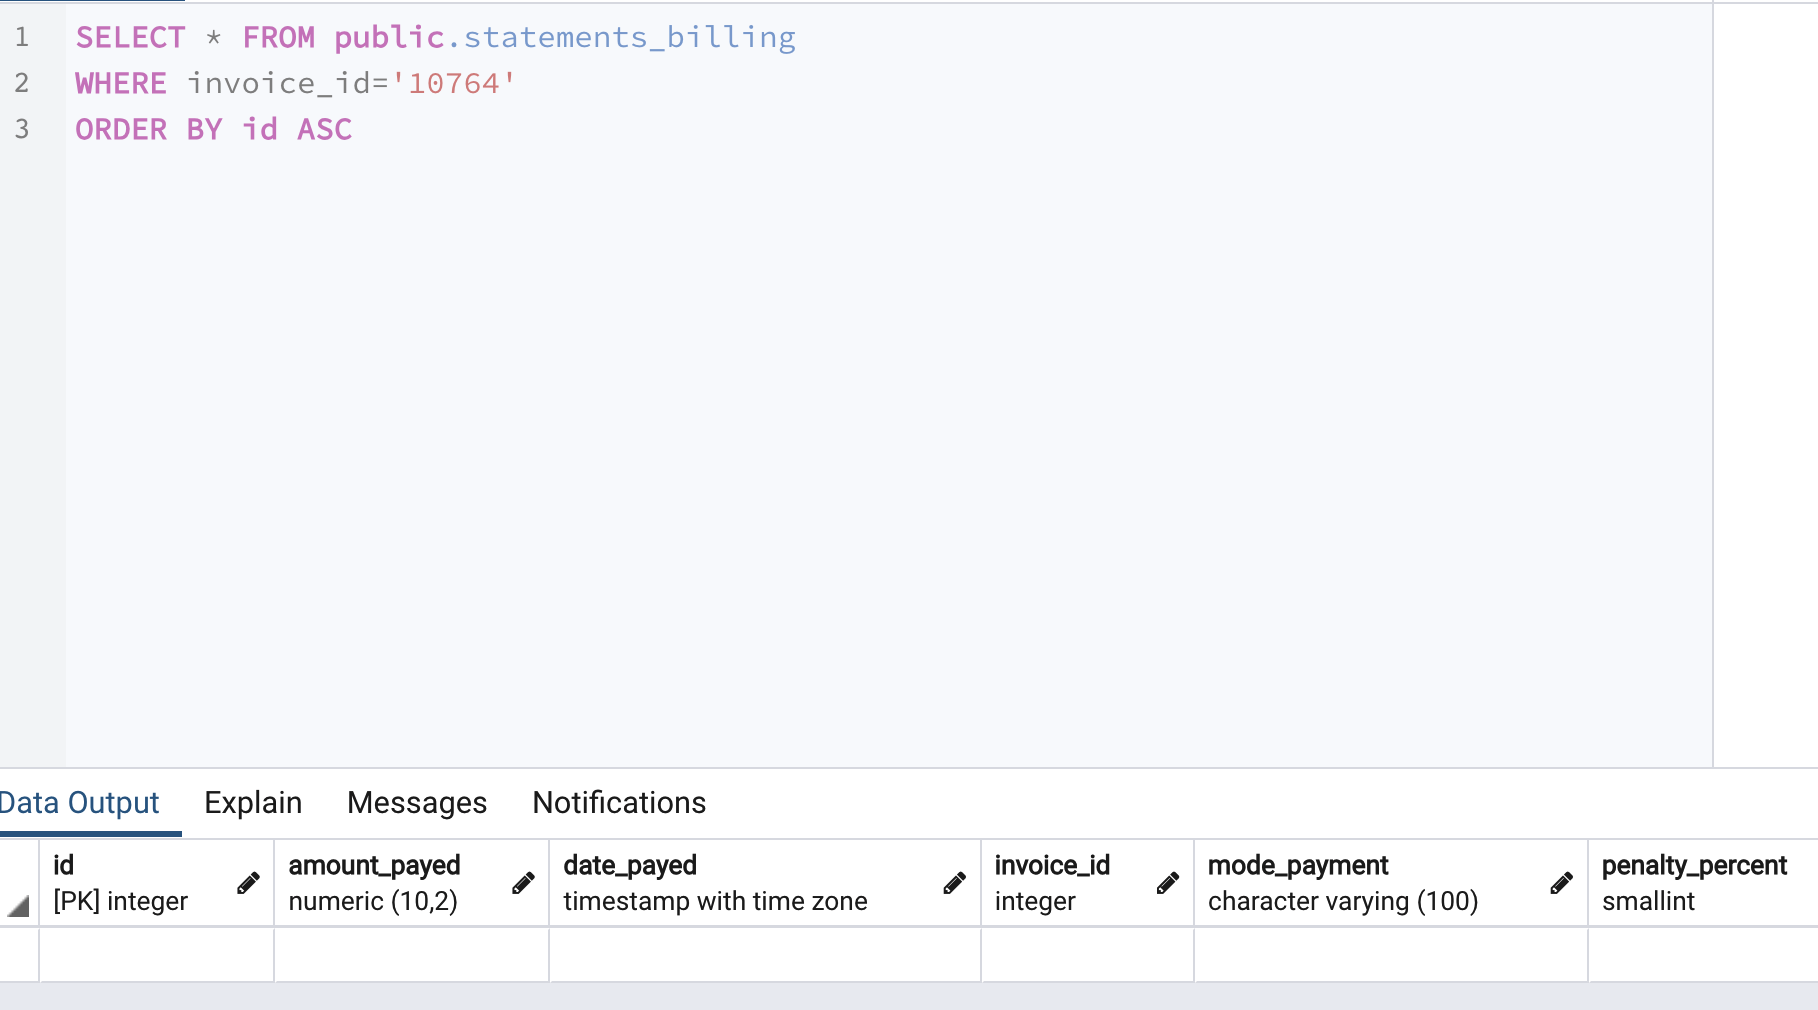 1 SELECT * FROM public.statements_billing
2 WHERE invoice_id='10764'
3 ORDER BY id ASC
Data Output Explain Messages Notifications
id amount_payed date_payed invoice_id mode_payment penalty_percent
[PK] integer numeric (10,2) timestamp with time zone integer character varying (100) smallint